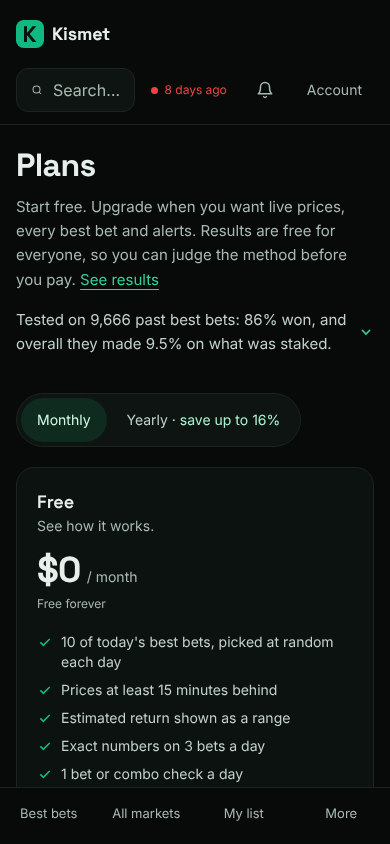 Kismet
Search...
8 days ago
Account
Plans
Start free. Upgrade when you want live prices,
every best bet and alerts. Results are free for
everyone, so you can judge the method before
you pay. See results
Tested on 9,666 past best bets: 86% won, and
overall they made 9.5% on what was staked.
Monthly
Yearly · save up to 16%
Free
See how it works.
$0 / month
Free forever
10 of today's best bets, picked at random
each day
Prices at least 15 minutes behind
Estimated return shown as a range
Exact numbers on 3 bets a day
1 bet or combo check a day
Best bets
All markets
My list
More